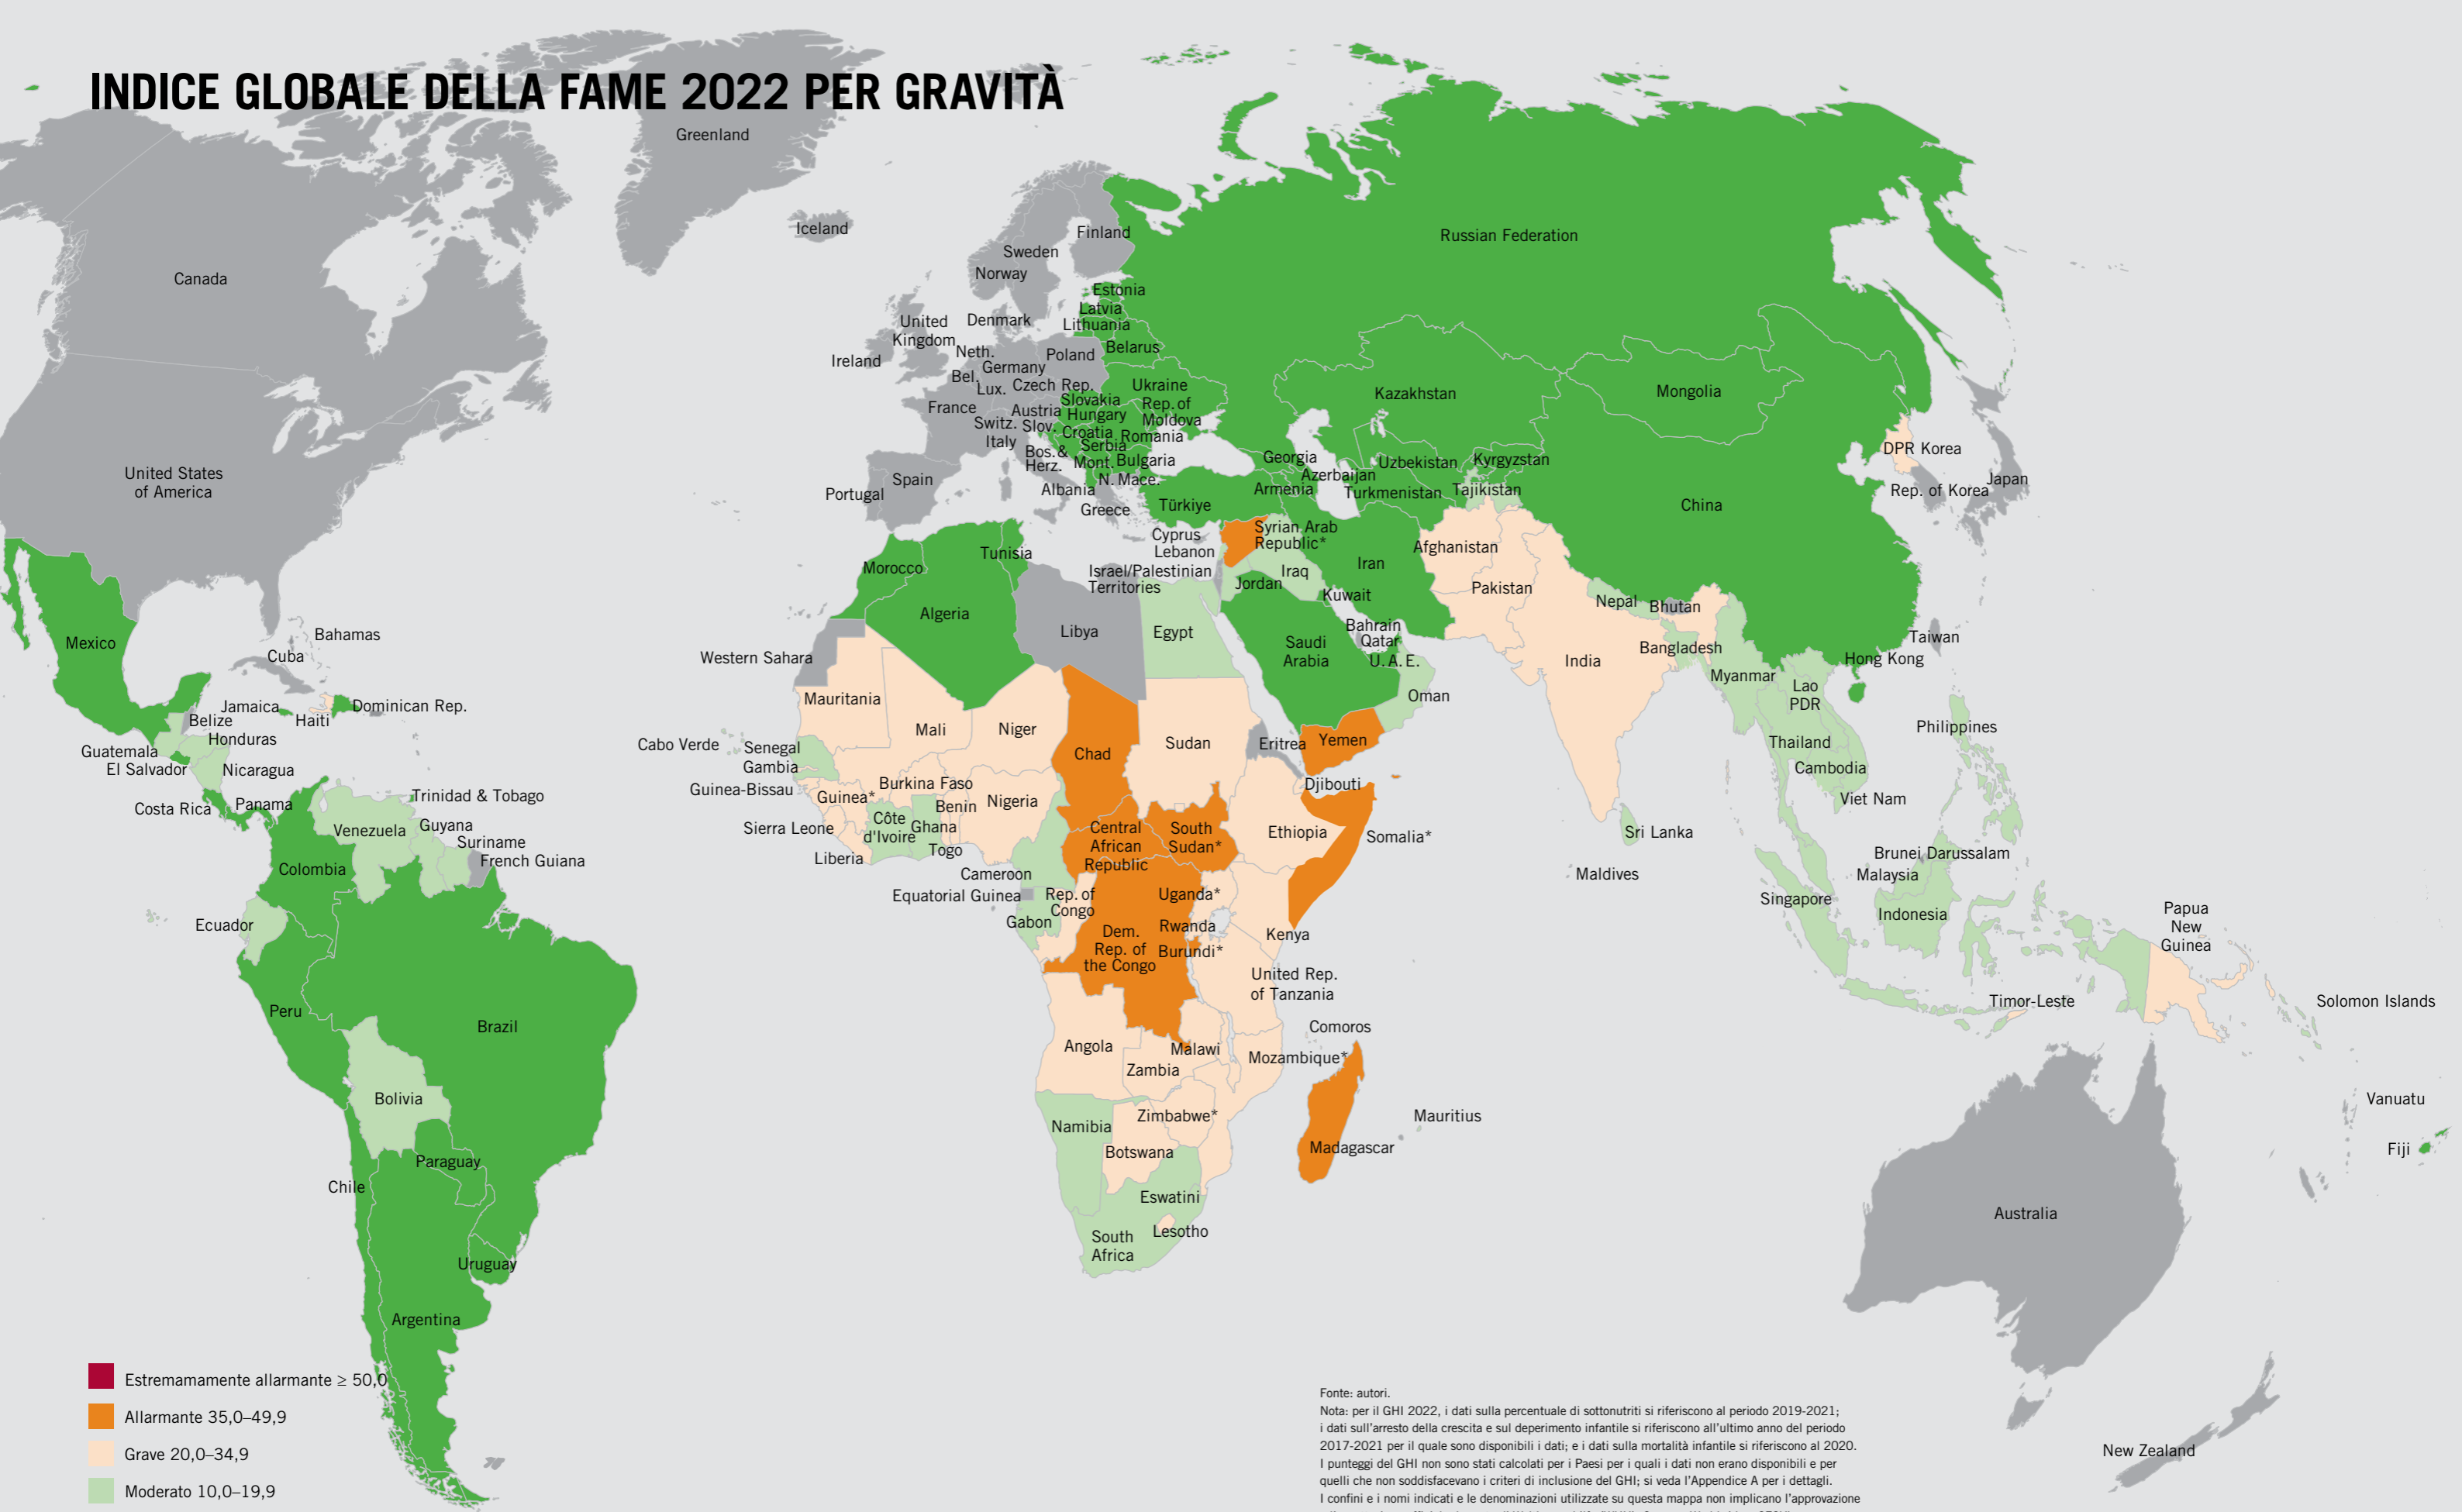 INDICE GLOBALE DELLA FAME 2022 PER GRAVITÀ
Greenland
Iceland
Finland
Sweden
Norway
Russian Federation
Canada
Estonia
Latvia
Lithuania
United
Kingdom
Denmark
Ireland
Neth.
Poland
Belarus
Germany
Bel.
Lux.
Czech Rep.
Ukraine
Slovakia
Rep. of
Moldova
France
Austria
Hungary
Switz.
Slov.
Croatia
Romania
Italy
Serbia
Bos.&
Herz.
Mont.
Bulgaria
N. Mace.
Albania
Greece
Spain
Portugal
Kazakhstan
Mongolia
Georgia
Azerbaijan
Armenia
Uzbekistan
Kyrgyzstan
Turkmenistan
Tajikistan
Türkiye
China
DPR Korea
Rep. of Korea
Japan
United States
of America
Cyprus
Lebanon
Syrian Arab
Republic*
Israel/Palestinian
Territories
Iraq
Jordan
Iran
Kuwait
Afghanistan
Pakistan
Nepal
Bhutan
Tunisia
Morocco
Algeria
Libya
Egypt
Western Sahara
Saudi
Arabia
Bahrain
Qatar
U.A.E.
Oman
India
Bangladesh
Myanmar
Lao
PDR
Taiwan
Hong Kong
Mexico
Bahamas
Cuba
Jamaica
Haiti
Dominican Rep.
Belize
Honduras
Guatemala
El Salvador
Nicaragua
Costa Rica
Panama
Trinidad & Tobago
Venezuela
Guyana
Suriname
French Guiana
Colombia
Ecuador
Peru
Brazil
Bolivia
Paraguay
Chile
Uruguay
Argentina
Mauritania
Mali
Niger
Chad
Sudan
Eritrea
Yemen
Djibouti
Cabo Verde
Senegal
Gambia
Guinea-Bissau
Guinea*
Burkina Faso
Benin
Nigeria
Sierra Leone
Liberia
Côte
d'Ivoire
Ghana
Togo
Cameroon
Central
African
Republic
South
Sudan*
Ethiopia
Somalia*
Equatorial Guinea
Gabon
Rep. of
Congo
Uganda*
Rwanda
Burundi*
Kenya
Dem.
Rep. of
the Congo
United Rep.
of Tanzania
Comoros
Angola
Malawi
Zambia
Mozambique*
Namibia
Zimbabwe*
Botswana
Madagascar
Mauritius
Eswatini
Lesotho
South
Africa
Thailand
Cambodia
Viet Nam
Philippines
Sri Lanka
Maldives
Brunei Darussalam
Malaysia
Singapore
Indonesia
Papua
New
Guinea
Timor-Leste
Solomon Islands
Vanuatu
Fiji
Australia
New Zealand
Estremamamente allarmante ≥ 50,0
Allarmante 35,0–49,9
Grave 20,0–34,9
Moderato 10,0–19,9
Fonte: autori.
Nota: per il GHI 2022, i dati sulla percentuale di sottonutriti si riferiscono al periodo 2019-2021;
i dati sull'arresto della crescita e sul deperimento infantile si riferiscono all'ultimo anno del periodo
2017-2021 per il quale sono disponibili i dati; e i dati sulla mortalità infantile si riferiscono al 2020.
I punteggi del GHI non sono stati calcolati per i Paesi per i quali i dati non erano disponibili e per
quelli che non soddisfacevano i criteri di inclusione del GHI; si veda l'Appendice A per i dettagli.
I confini e i nomi indicati e le denominazioni utilizzate su questa mappa non implicano l'approvazione